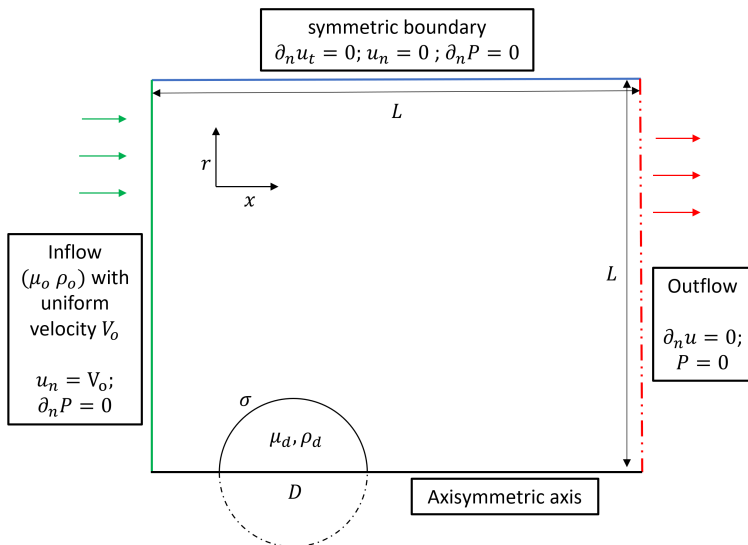 symmetric boundary
∂ₙuₜ = 0; uₙ = 0 ; ∂ₙP = 0
L
r
x
Inflow
(μₒ ρₒ) with
uniform
velocity Vₒ
uₙ = Vₒ;
∂ₙP = 0
L
Outflow
∂ₙu = 0;
P = 0
σ
μ_d, ρ_d
D
Axisymmetric axis